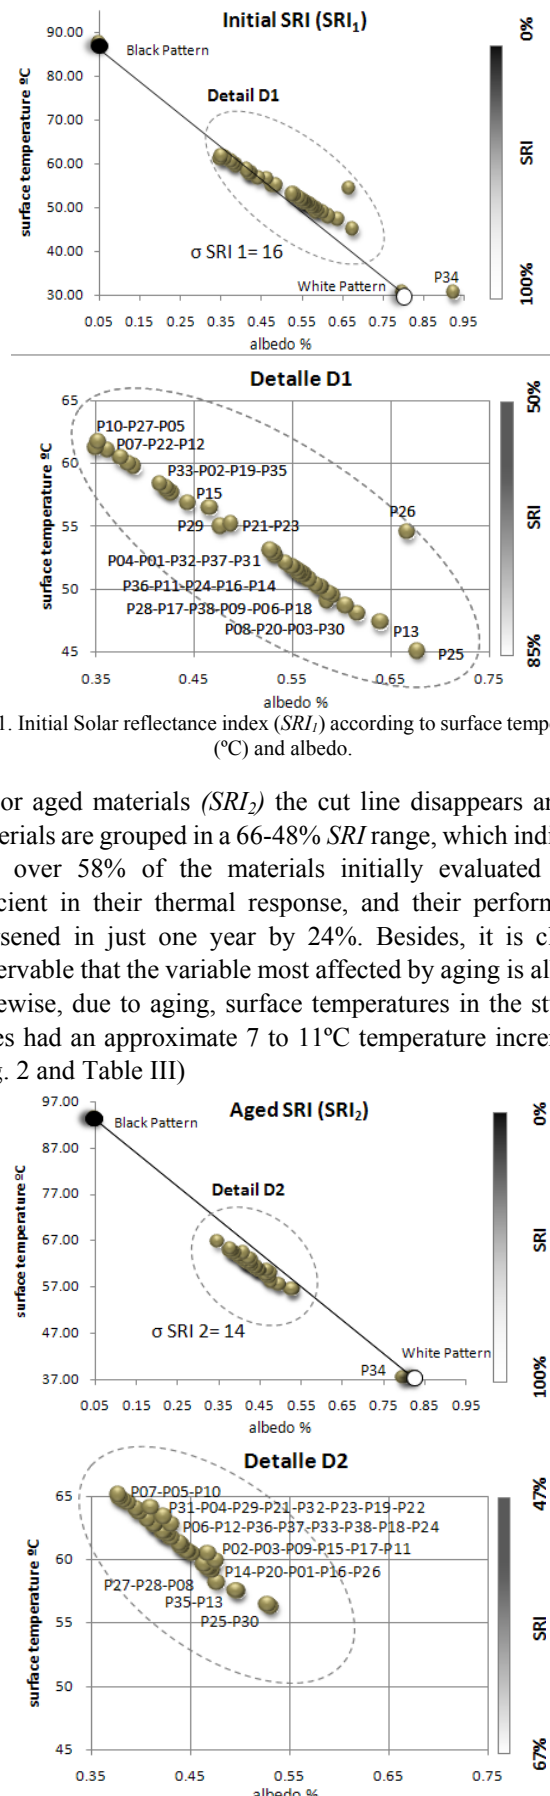 Initial SRI (SRI1)
90.00
80.00
70.00
60.00
50.00
40.00
30.00
surface temperature ºC
Black Pattern
Detail D1
σ SRI 1= 16
White Pattern
P34
0.05 0.15 0.25 0.35 0.45 0.55 0.65 0.75 0.85 0.95
albedo %
0%
SRI
100%
Detalle D1
65
60
55
50
45
surface temperature ºC
P10-P27-P05
P07-P22-P12
P33-P02-P19-P35
P15
P26
P29
P21-P23
P04-P01-P32-P37-P31
P36-P11-P24-P16-P14
P28-P17-P38-P09-P06-P18
P08-P20-P03-P30
P13
P25
0.35 0.45 0.55 0.65 0.75
albedo %
50%
SRI
85%
1. Initial Solar reflectance index (SRI1) according to surface tempe
(ºC) and albedo.
or aged materials (SRI2) the cut line disappears an
erials are grouped in a 66-48% SRI range, which indi
over 58% of the materials initially evaluated
cient in their thermal response, and their perform
sened in just one year by 24%. Besides, it is cl
ervable that the variable most affected by aging is al
ewise, due to aging, surface temperatures in the st
es had an approximate 7 to 11ºC temperature incre
g. 2 and Table III)
Aged SRI (SRI2)
97.00
87.00
77.00
67.00
57.00
47.00
37.00
surface temperature ºC
Black Pattern
Detail D2
σ SRI 2= 14
White Pattern
P34
0.05 0.15 0.25 0.35 0.45 0.55 0.65 0.75 0.85 0.95
albedo %
0%
SRI
100%
Detalle D2
65
60
55
50
45
surface temperature ºC
P07-P05-P10
P31-P04-P29-P21-P32-P23-P19-P22
P06-P12-P36-P37-P33-P38-P18-P24
P02-P03-P09-P15-P17-P11
P14-P20-P01-P16-P26
P27-P28-P08
P35-P13
P25-P30
0.35 0.45 0.55 0.65 0.75
albedo %
47%
SRI
67%